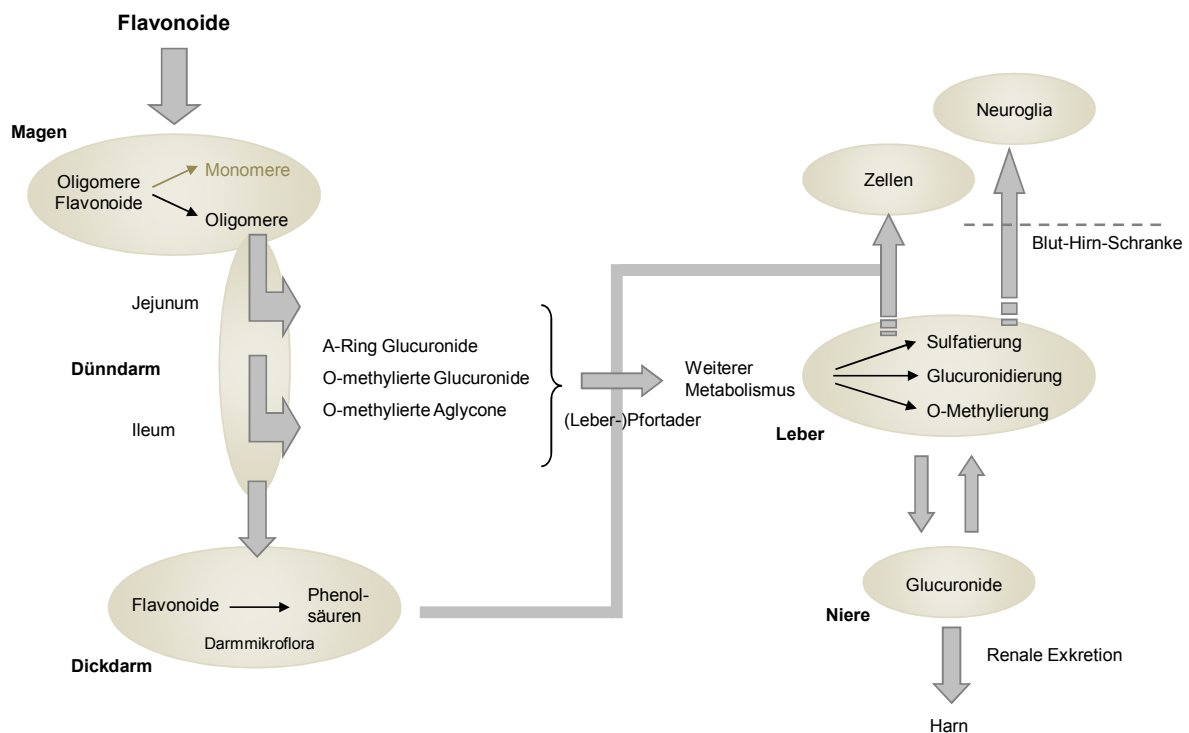 Flavonoide
Magen
Oligomere
Flavonoide
Monomere
Oligomere
Jejunum
Dünndarm
Ileum
A-Ring Glucuronide
O-methylierte Glucuronide
O-methylierte Aglycone
(Leber-)Pfortader
Weiterer
Metabolismus
Flavonoide
Phenol-
säuren
Darmmikroflora
Dickdarm
Neuroglia
Zellen
Blut-Hirn-Schranke
Sulfatierung
Glucuronidierung
O-Methylierung
Leber
Glucuronide
Niere
Renale Exkretion
Harn